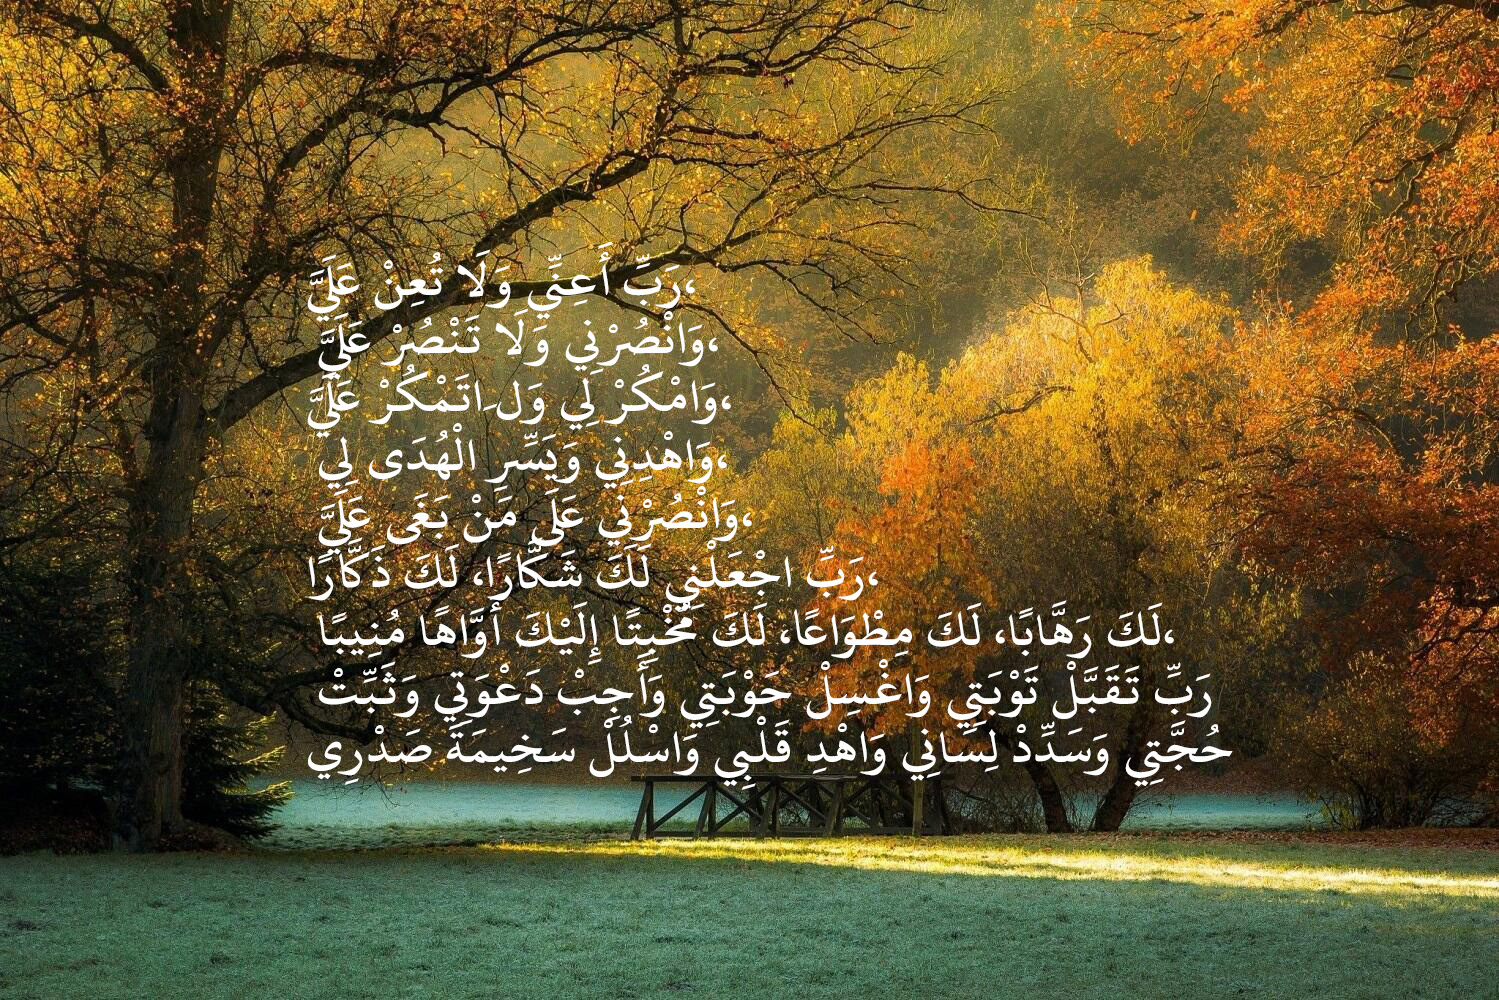 رَبِّ أَعِنِّي وَلَا تُعِنْ عَلَيَّ،
وَانْصُرْنِي وَلَا تَنْصُرْ عَلَيَّ،
وَامْكُرْ لِي وَل َاتَمْكُرْ عَلَيَّ،
وَاهْدِنِي وَيَسِّرِ الْهُدَى لِي،
وَانْصُرْنِي عَلَى مَنْ بَغَى عَلَيَّ،
رَبِّ اجْعَلْنِي لَكَ شَكَّارًا، لَكَ ذَكَّارًا،
لَكَ رَهَّابًا، لَكَ مِطْوَاعًا، لَكَ مُخْبِتًا إِلَيْكَ أَوَّاهًا مُنِيبًا،
رَبِّ تَقَبَّلْ تَوْبَتِي وَاغْسِلْ حَوْبَتِي وَأَجِبْ دَعْوَتِي وَثَبِّتْ
حُجَّتِي وَسَدِّدْ لِسَانِي وَاهْدِ قَلْبِي وَاسْلُلْ سَخِيمَةَ صَدْرِي